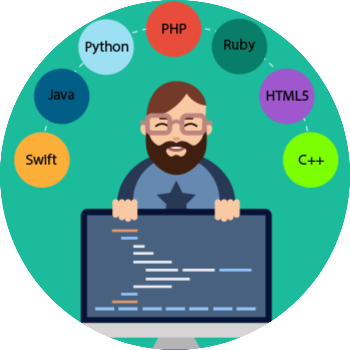 PHP
Python
Ruby
Java
HTML5
Swift
C++